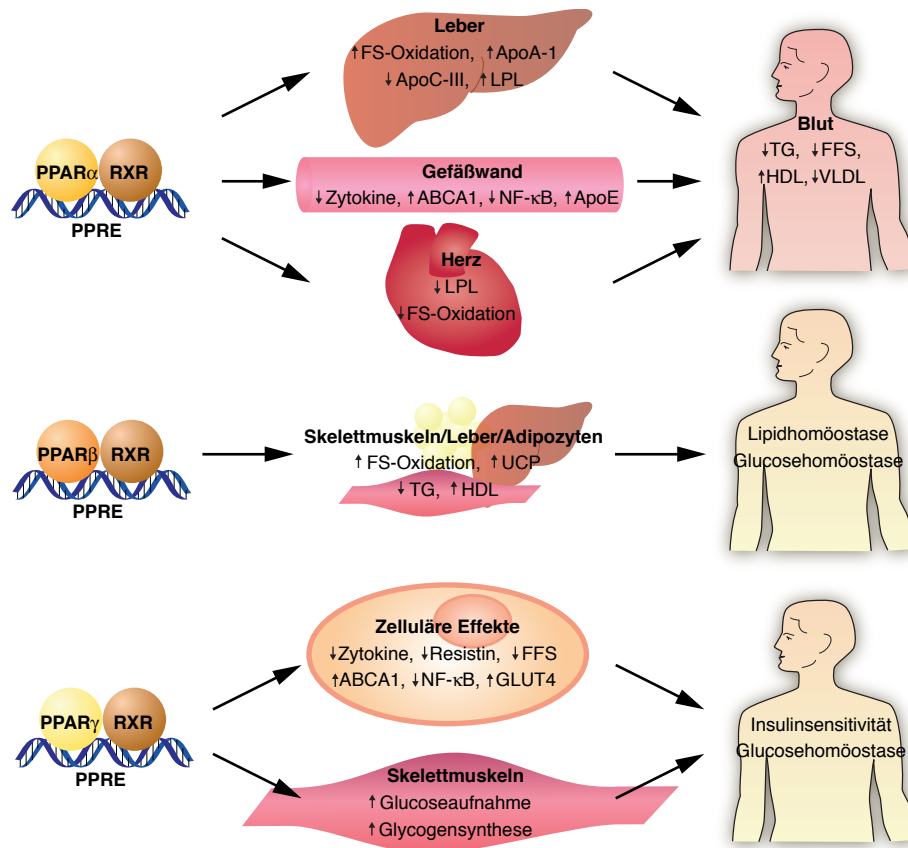 Leber
↑FS-Oxidation, ↑ApoA-1
↓ApoC-III, ↑LPL
PPARα RXR
PPRE
Gefäßwand
↓Zytokine, ↑ABCA1, ↓NF-κB, ↑ApoE
Herz
↓LPL
↓FS-Oxidation
Blut
↓TG, ↓FFS,
↑HDL, ↓VLDL
PPARβ RXR
PPRE
Skelettmuskeln/Leber/Adipozyten
↑FS-Oxidation, ↑UCP
↓TG, ↑HDL
Lipidhomöostase
Glucosehomöostase
PPARγ RXR
PPRE
Zelluläre Effekte
↓Zytokine, ↓Resistin, ↓FFS
↑ABCA1, ↓NF-κB, ↑GLUT4
Skelettmuskeln
↑Glucoseaufnahme
↑Glycogensynthese
Insulinsensitivität
Glucosehomöostase